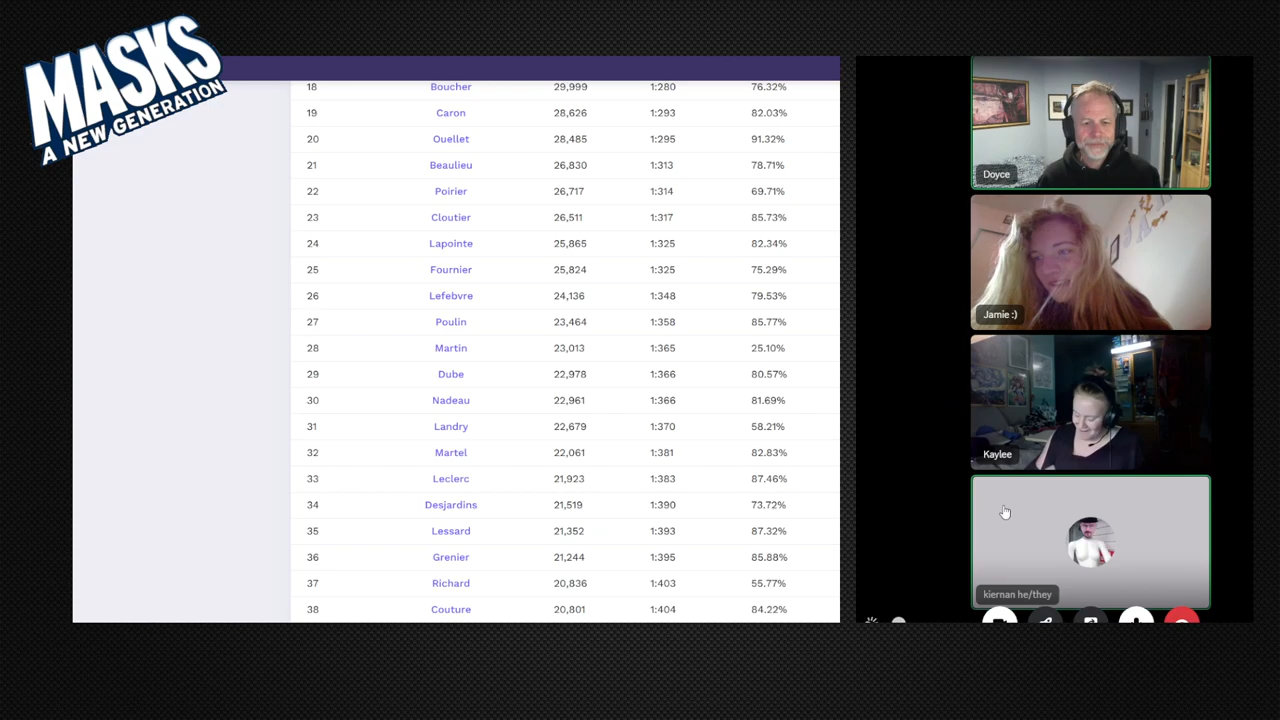 MASKS
A NEW GENERATION
18 Boucher 29,999 1:280 76.32%
19 Caron 28,626 1:293 82.03%
20 Ouellet 28,485 1:295 91.32%
21 Beaulieu 26,830 1:313 78.71%
22 Poirier 26,717 1:314 69.71%
23 Cloutier 26,511 1:317 85.73%
24 Lapointe 25,865 1:325 82.34%
25 Fournier 25,824 1:325 75.29%
26 Lefebvre 24,136 1:348 79.53%
27 Poulin 23,464 1:358 85.77%
28 Martin 23,013 1:365 25.10%
29 Dube 22,978 1:366 80.57%
30 Nadeau 22,961 1:366 81.69%
31 Landry 22,679 1:370 58.21%
32 Martel 22,061 1:381 82.83%
33 Leclerc 21,923 1:383 87.46%
34 Desjardins 21,519 1:390 73.72%
35 Lessard 21,352 1:393 87.32%
36 Grenier 21,244 1:395 85.88%
37 Richard 20,836 1:403 55.77%
38 Couture 20,801 1:404 84.22%
Doyce
Jamie :)
Kaylee
kiernan he/they